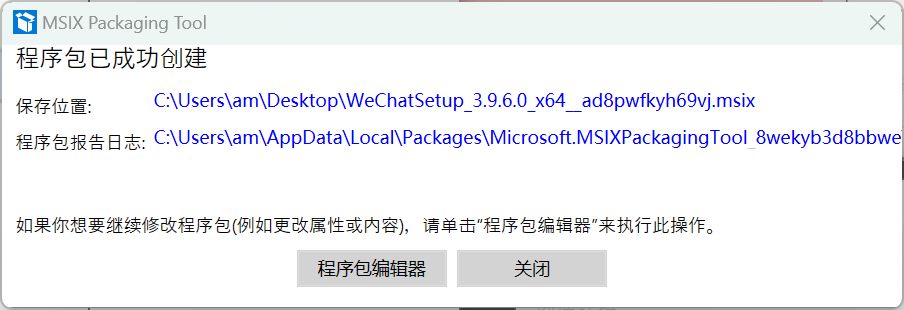 MSIX Packaging Tool
程序包已成功创建
保存位置: C:\Users\am\Desktop\WeChatSetup_3.9.6.0_x64__ad8pwfkyh69vj.msix
程序包报告日志: C:\Users\am\AppData\Local\Packages\Microsoft.MSIXPackagingTool_8wekyb3d8bbwe
如果你想要继续修改程序包(例如更改属性或内容)，请单击“程序包编辑器”来执行此操作。
程序包编辑器 关闭